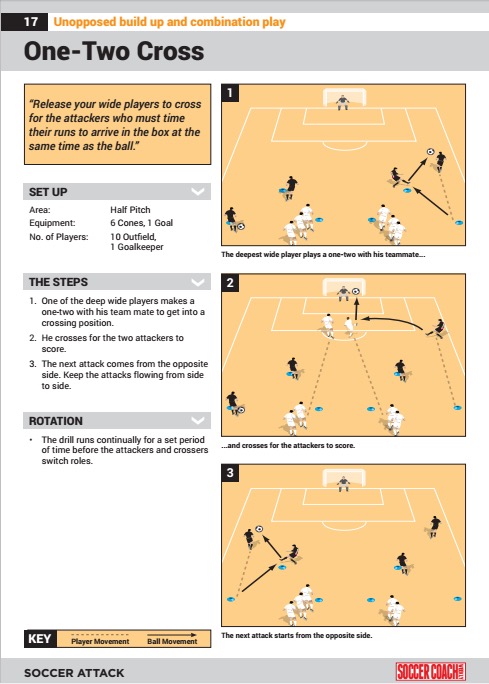 17 Unopposed build up and combination play
One-Two Cross
“Release your wide players to cross
for the attackers who must time
their runs to arrive in the box at the
same time as the ball.”
SET UP
Area: Half Pitch
Equipment: 6 Cones, 1 Goal
No. of Players: 10 Outfield,
1 Goalkeeper
THE STEPS
1. One of the deep wide players makes a
one-two with his team mate to get into a
crossing position.
2. He crosses for the two attackers to
score.
3. The next attack comes from the opposite
side. Keep the attacks flowing from side
to side.
ROTATION
• The drill runs continually for a set period
of time before the attackers and crossers
switch roles.
1
The deepest wide player plays a one-two with his teammate...
2
...and crosses for the attackers to score.
3
The next attack starts from the opposite side.
KEY Player Movement Ball Movement
SOCCER ATTACK
SOCCER COACH